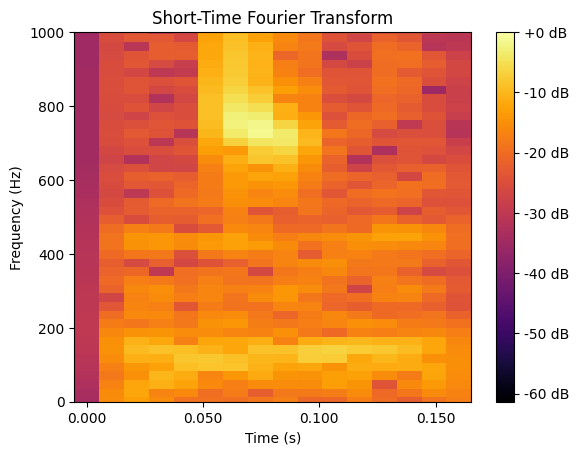 Short-Time Fourier Transform
Frequency (Hz)
1000
800
600
400
200
0
0.000 0.050 0.100 0.150
Time (s)
+0 dB
-10 dB
-20 dB
-30 dB
-40 dB
-50 dB
-60 dB